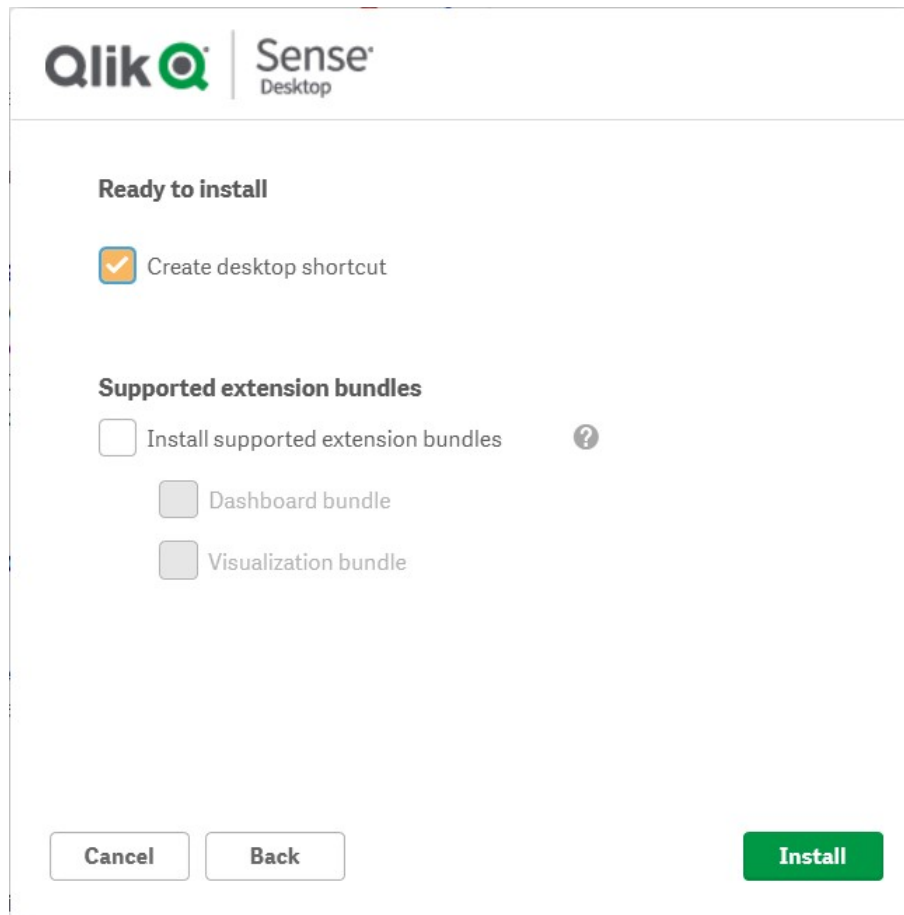 Qlik Sense
Desktop
Ready to install
Create desktop shortcut
Supported extension bundles
Install supported extension bundles ?
Dashboard bundle
Visualization bundle
Cancel Back Install